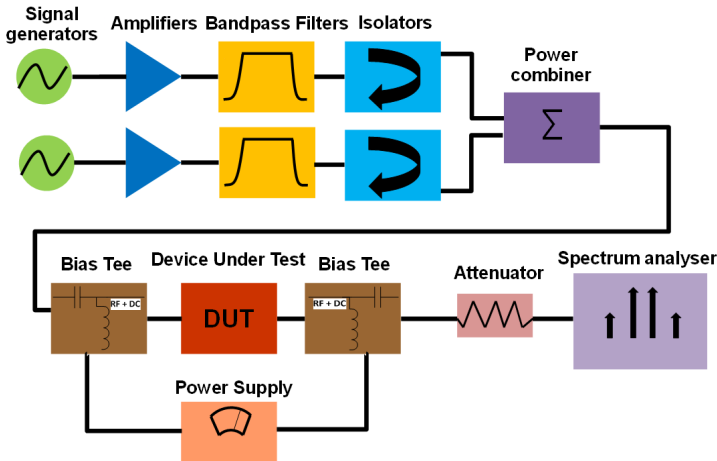 Signal
generators
Amplifiers
Bandpass Filters
Isolators
Power
combiner
Σ
Bias Tee
Device Under Test
Bias Tee
Attenuator
Spectrum analyser
RF + DC
DUT
RF + DC
Power Supply